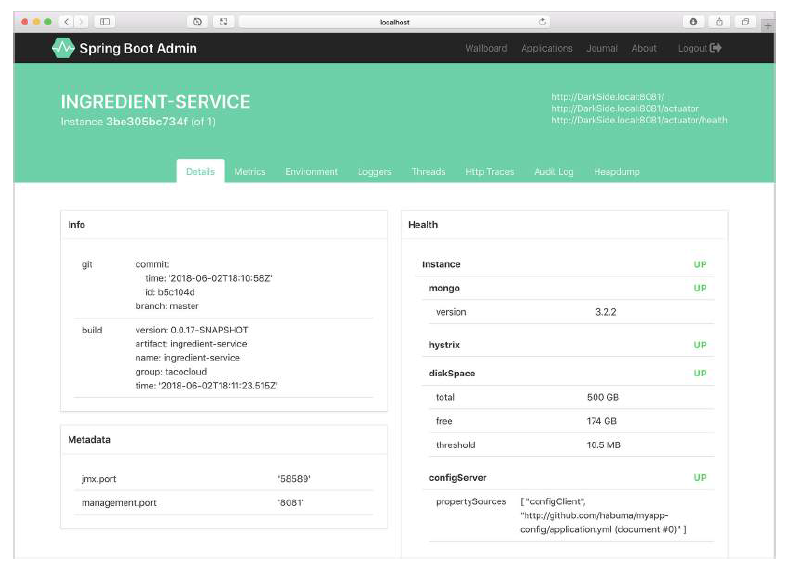 localhost
Spring Boot Admin
Wallboard Applications Journal About Logout
INGREDIENT-SERVICE
Instance 3be305bc734f (of 1)
http://DarkSide.local:8081/
http://DarkSide.local:8081/actuator
http://DarkSide.local:8081/actuator/health
Details Metrics Environment Loggers Threads Http Traces Audit Log Heapdump
Info
git
commit:
time: '2018-06-02T18:10:58Z'
id: b5c104d
branch: master
build
version: 0.0.17-SNAPSHOT
artifact: ingredient-service
name: ingredient-service
group: tacocloud
time: '2018-06-02T18:11:23.515Z'
Metadata
jmx.port '58589'
management.port '8081'
Health
Instance UP
mongo UP
version 3.2.2
hystrix UP
diskSpace UP
total 500 GB
free 174 GB
threshold 10.5 MB
configServer UP
propertySources [ "configClient",
"http://github.com/habuma/myapp-
config/application.yml (document #0)" ]